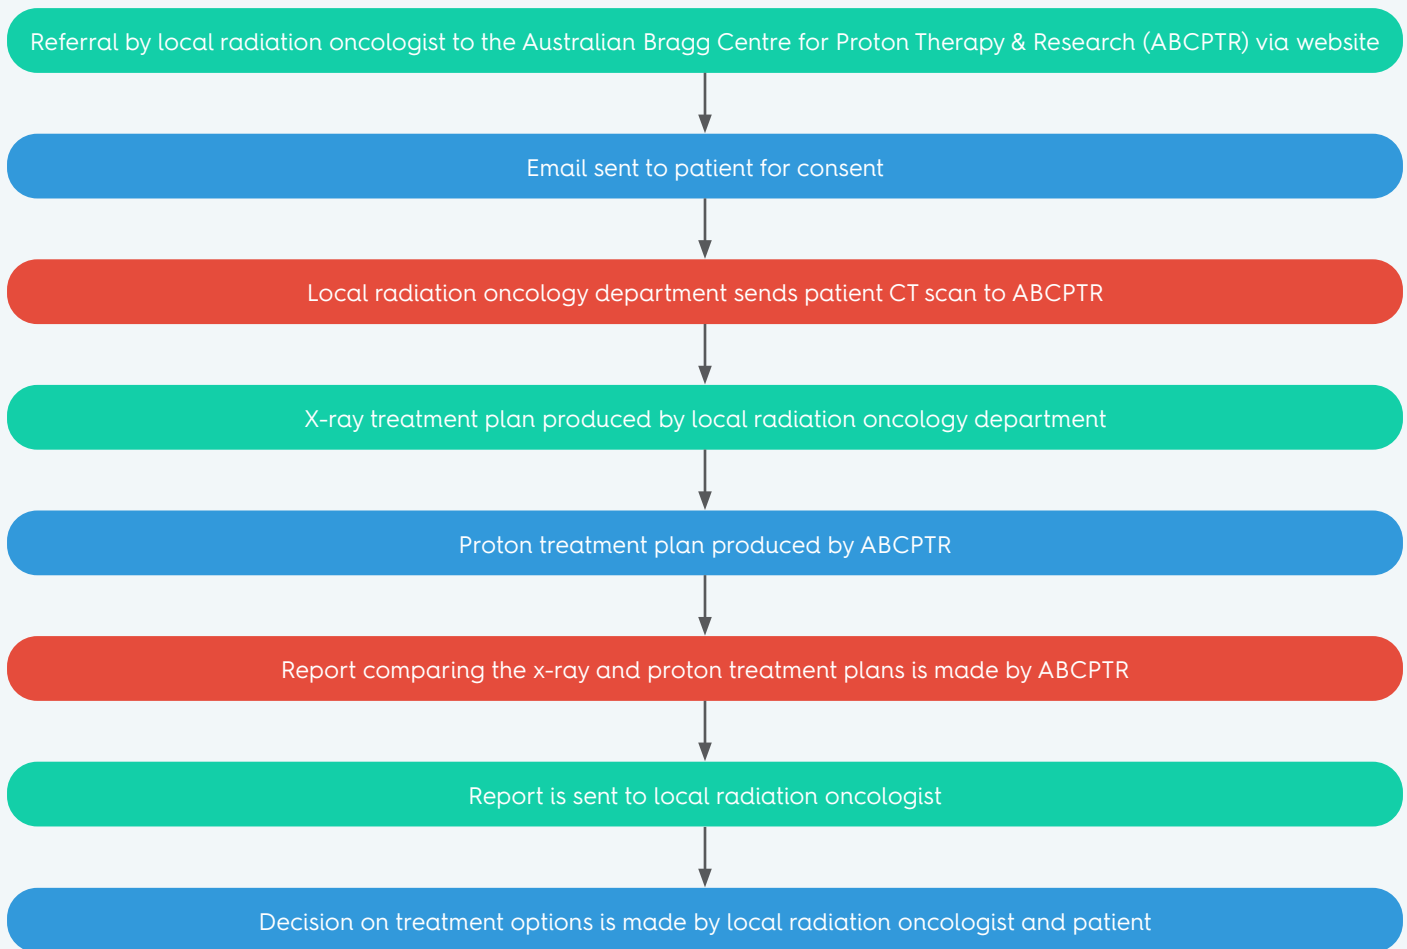 Referral by local radiation oncologist to the Australian Bragg Centre for Proton Therapy & Research (ABCPTR) via website
Email sent to patient for consent
Local radiation oncology department sends patient CT scan to ABCPTR
X-ray treatment plan produced by local radiation oncology department
Proton treatment plan produced by ABCPTR
Report comparing the x-ray and proton treatment plans is made by ABCPTR
Report is sent to local radiation oncologist
Decision on treatment options is made by local radiation oncologist and patient